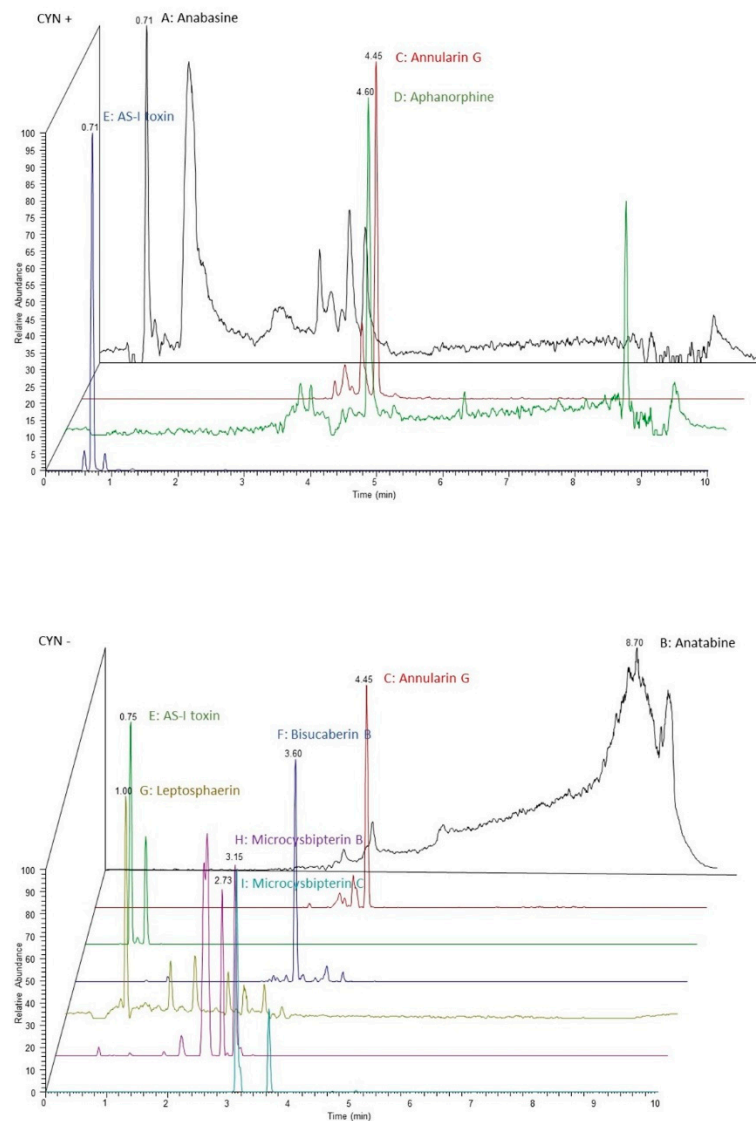 CYN +
0.71
A: Anabasine
4.45
C: Annularin G
4.60
D: Aphanorphine
E: AS-I toxin
0.71
100
95
90
85
80
75
70
65
60
55
50
45
40
35
30
25
20
15
10
5
0
Relative Abundance
0 1 2 3 4 5 6 7 8 9 10
Time (min)
CYN -
8.70
B: Anatabine
4.45
C: Annularin G
E: AS-I toxin
0.75
F: Bisucaberin B
3.60
G: Leptosphaerin
1.00
H: Microcysbipterin B
3.15
I: Microcysbipterin C
2.73
100
90
80
70
60
50
40
30
20
10
0
Relative Abundance
0 1 2 3 4 5 6 7 8 9 10
Time (min)